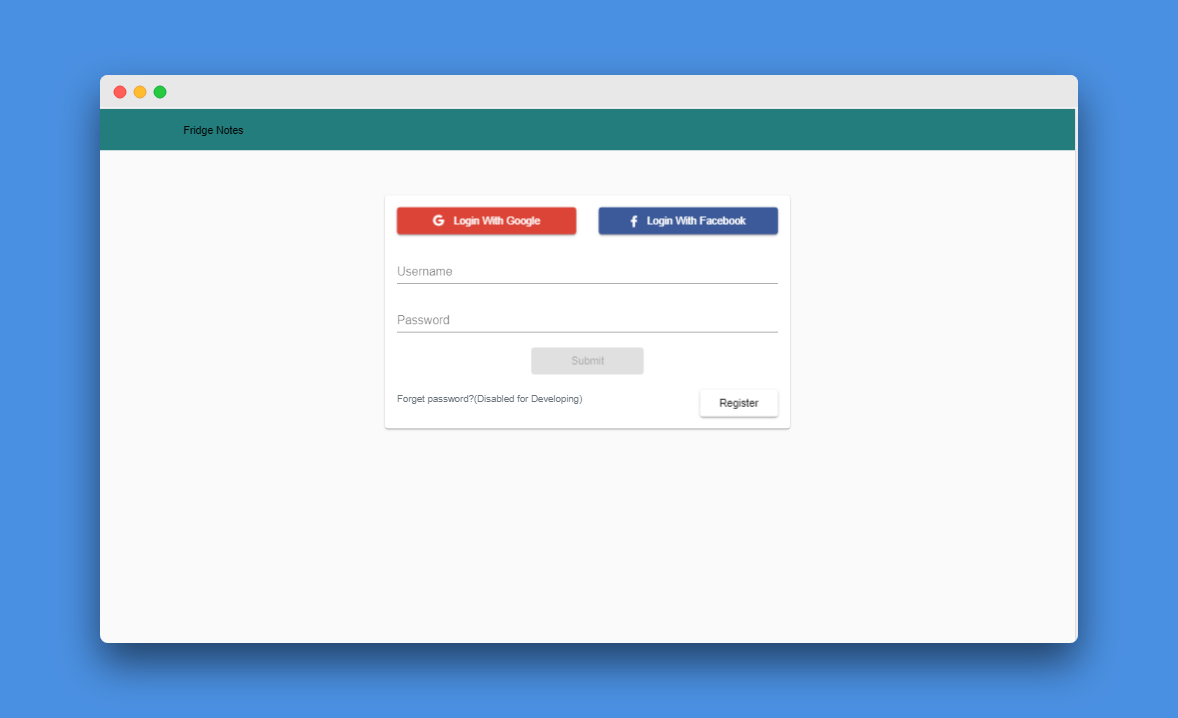 Fridge Notes
Login With Google
Login With Facebook
Username
Password
Submit
Forget password?(Disabled for Developing)
Register